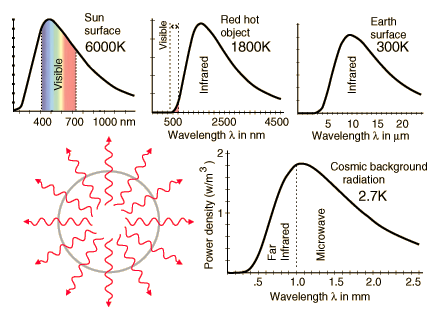 Sun
surface
6000K
Visible
400 700 1000 nm
Visible
Red hot
object
1800K
Infrared
500 2500 4500
Wavelength λ in nm
Earth
surface
300K
Infrared
5 10 15 20
Wavelength λ in μm
Power density (w/m³)
2
1
Cosmic background
radiation
2.7K
Far
Infrared
Microwave
0.5 1.0 1.5 2.0 2.5
Wavelength λ in mm